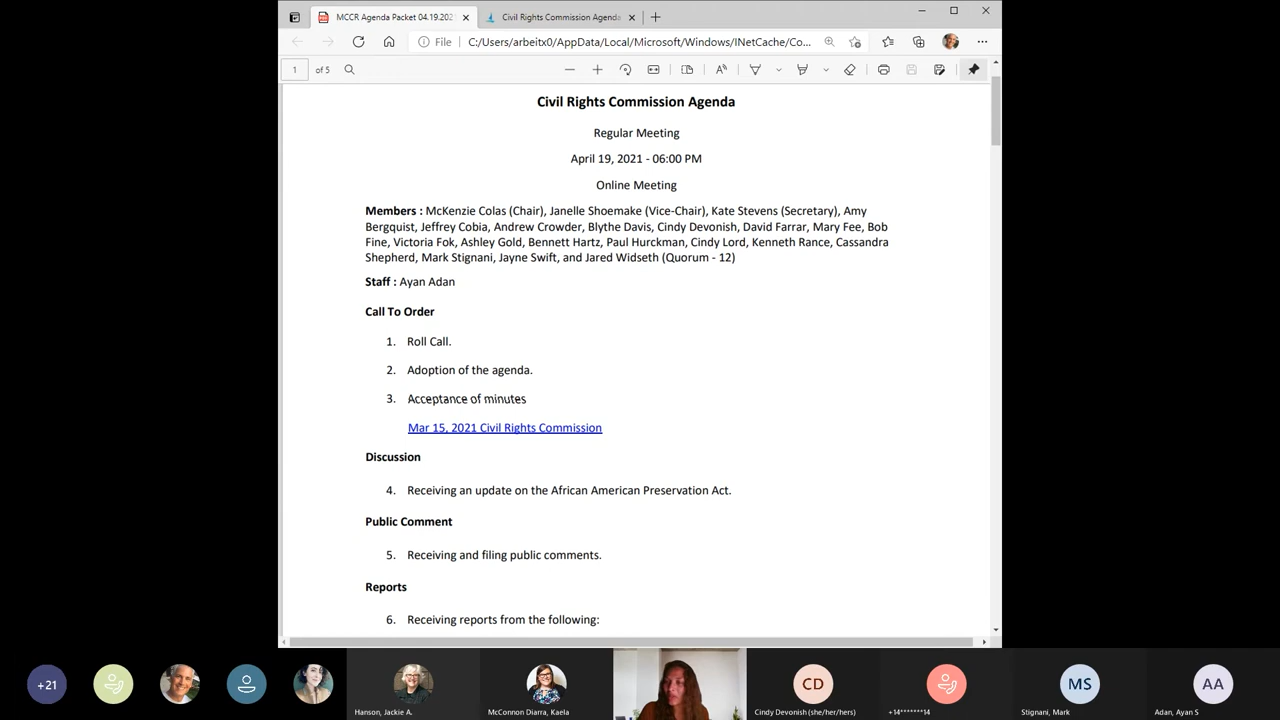 MCCR Agenda Packet 04.19.202
Civil Rights Commission Agenda
File
C:/Users/arbeitx0/AppData/Local/Microsoft/Windows/INetCache/Co...
1 of 5
Civil Rights Commission Agenda
Regular Meeting
April 19, 2021 - 06:00 PM
Online Meeting
Members : McKenzie Colas (Chair), Janelle Shoemake (Vice-Chair), Kate Stevens (Secretary), Amy
Bergquist, Jeffrey Cobia, Andrew Crowder, Blythe Davis, Cindy Devonish, David Farrar, Mary Fee, Bob
Fine, Victoria Fok, Ashley Gold, Bennett Hartz, Paul Hurckman, Cindy Lord, Kenneth Rance, Cassandra
Shepherd, Mark Stignani, Jayne Swift, and Jared Widseth (Quorum - 12)
Staff : Ayan Adan
Call To Order
1. Roll Call.
2. Adoption of the agenda.
3. Acceptance of minutes
Mar 15, 2021 Civil Rights Commission
Discussion
4. Receiving an update on the African American Preservation Act.
Public Comment
5. Receiving and filing public comments.
Reports
6. Receiving reports from the following:
+21
CD
MS
AA
Hanson, Jackie A.
McConnon Diarra, Kaela
Cindy Devonish (she/her/hers)
+14*******14
Stignani, Mark
Adan, Ayan S